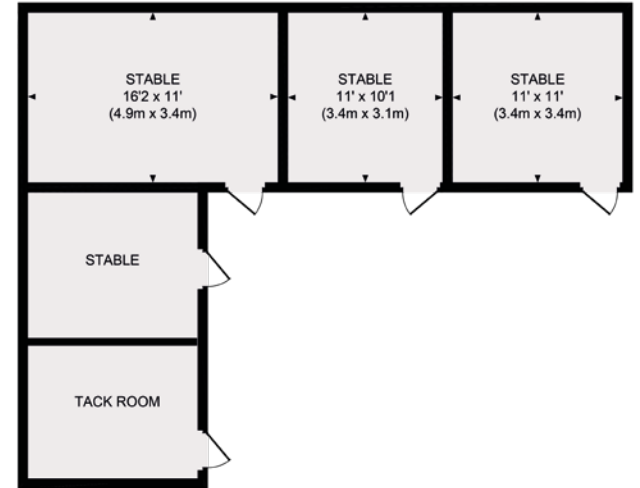 STABLE
16'2 x 11'
(4.9m x 3.4m)
STABLE
11' x 10'1
(3.4m x 3.1m)
STABLE
11' x 11'
(3.4m x 3.4m)
STABLE
TACK ROOM